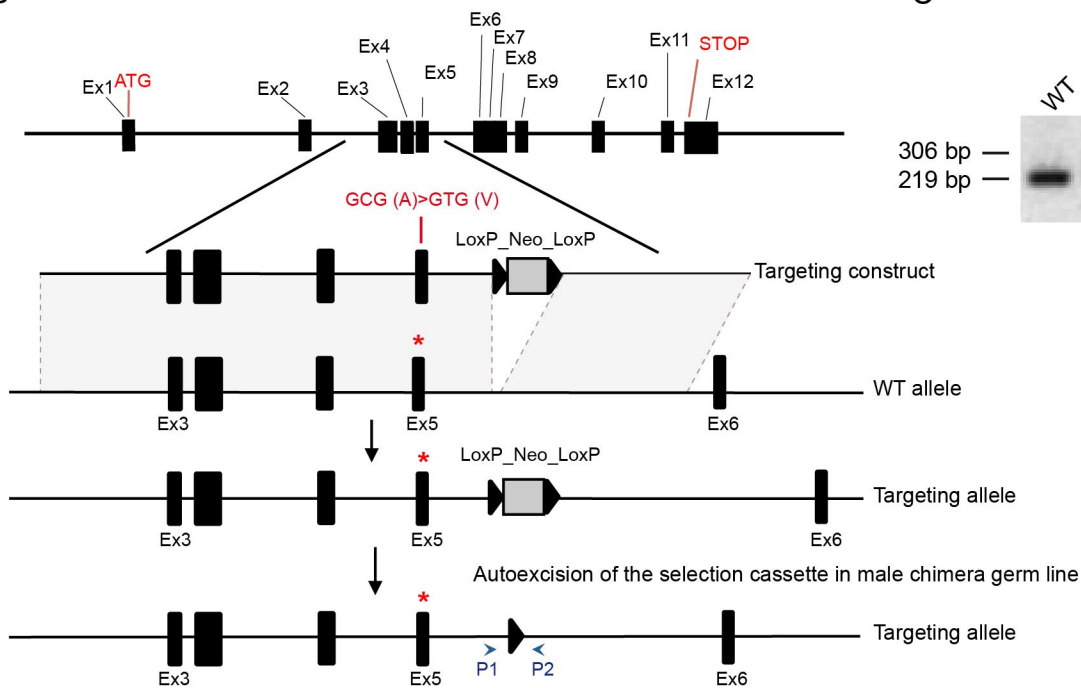 Ex6
Ex7
Ex8
Ex4
Ex5
Ex11
STOP
Ex1
ATG
Ex2
Ex3
Ex9
Ex10
Ex12
WT
306 bp
219 bp
GCG (A)>GTG (V)
LoxP_Neo_LoxP
Targeting construct
*
WT allele
Ex3
Ex5
Ex6
*
LoxP_Neo_LoxP
Targeting allele
Ex3
Ex5
Ex6
Autoexcision of the selection cassette in male chimera germ line
*
Targeting allele
P1
P2
Ex3
Ex5
Ex6